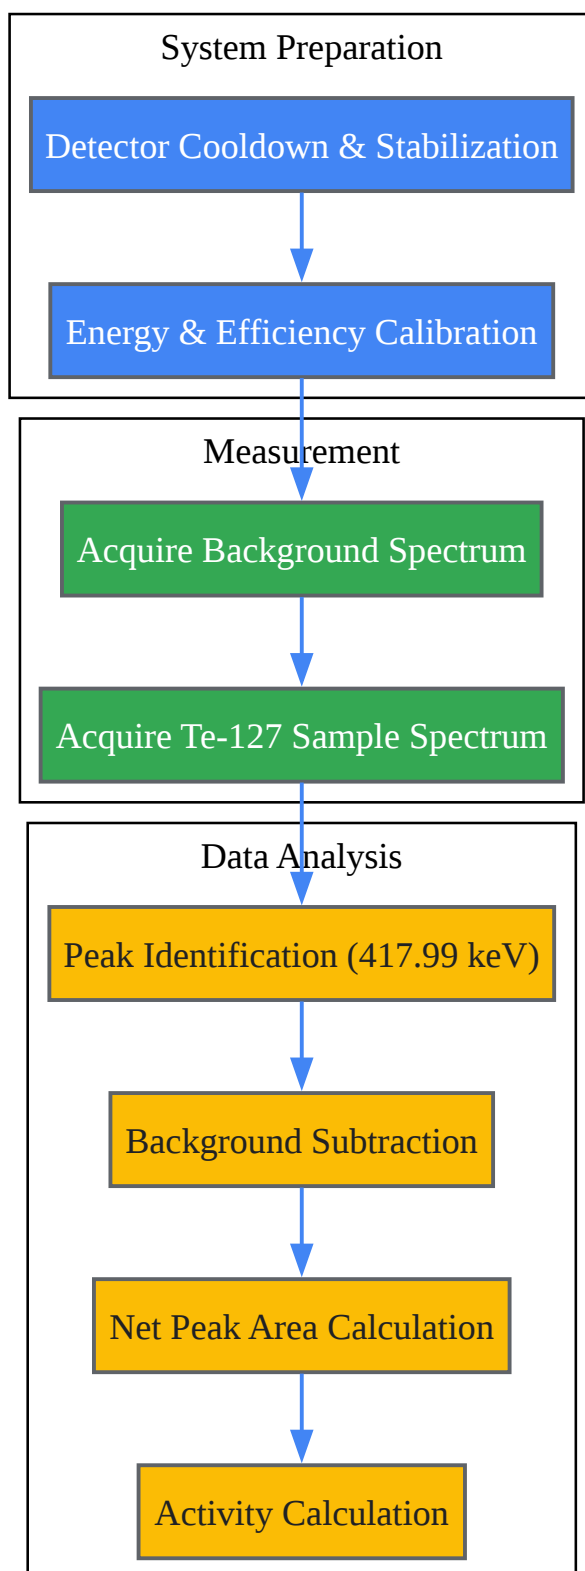 System Preparation
Detector Cooldown & Stabilization
Energy & Efficiency Calibration
Measurement
Acquire Background Spectrum
Acquire Te-127 Sample Spectrum
Data Analysis
Peak Identification (417.99 keV)
Background Subtraction
Net Peak Area Calculation
Activity Calculation